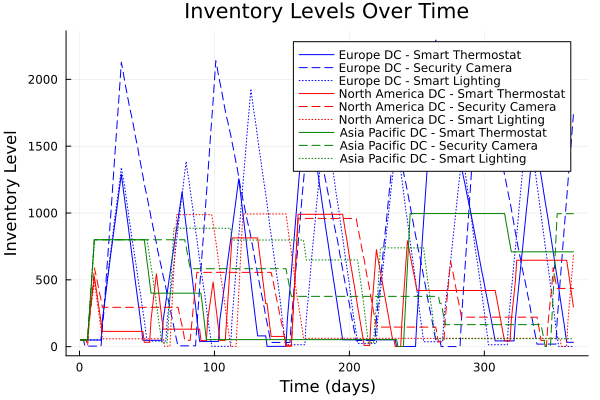 Inventory Levels Over Time
Inventory Level
2000
1500
1000
500
0
Europe DC - Smart Thermostat
Europe DC - Security Camera
Europe DC - Smart Lighting
North America DC - Smart Thermostat
North America DC - Security Camera
North America DC - Smart Lighting
Asia Pacific DC - Smart Thermostat
Asia Pacific DC - Security Camera
Asia Pacific DC - Smart Lighting
0 100 200 300
Time (days)